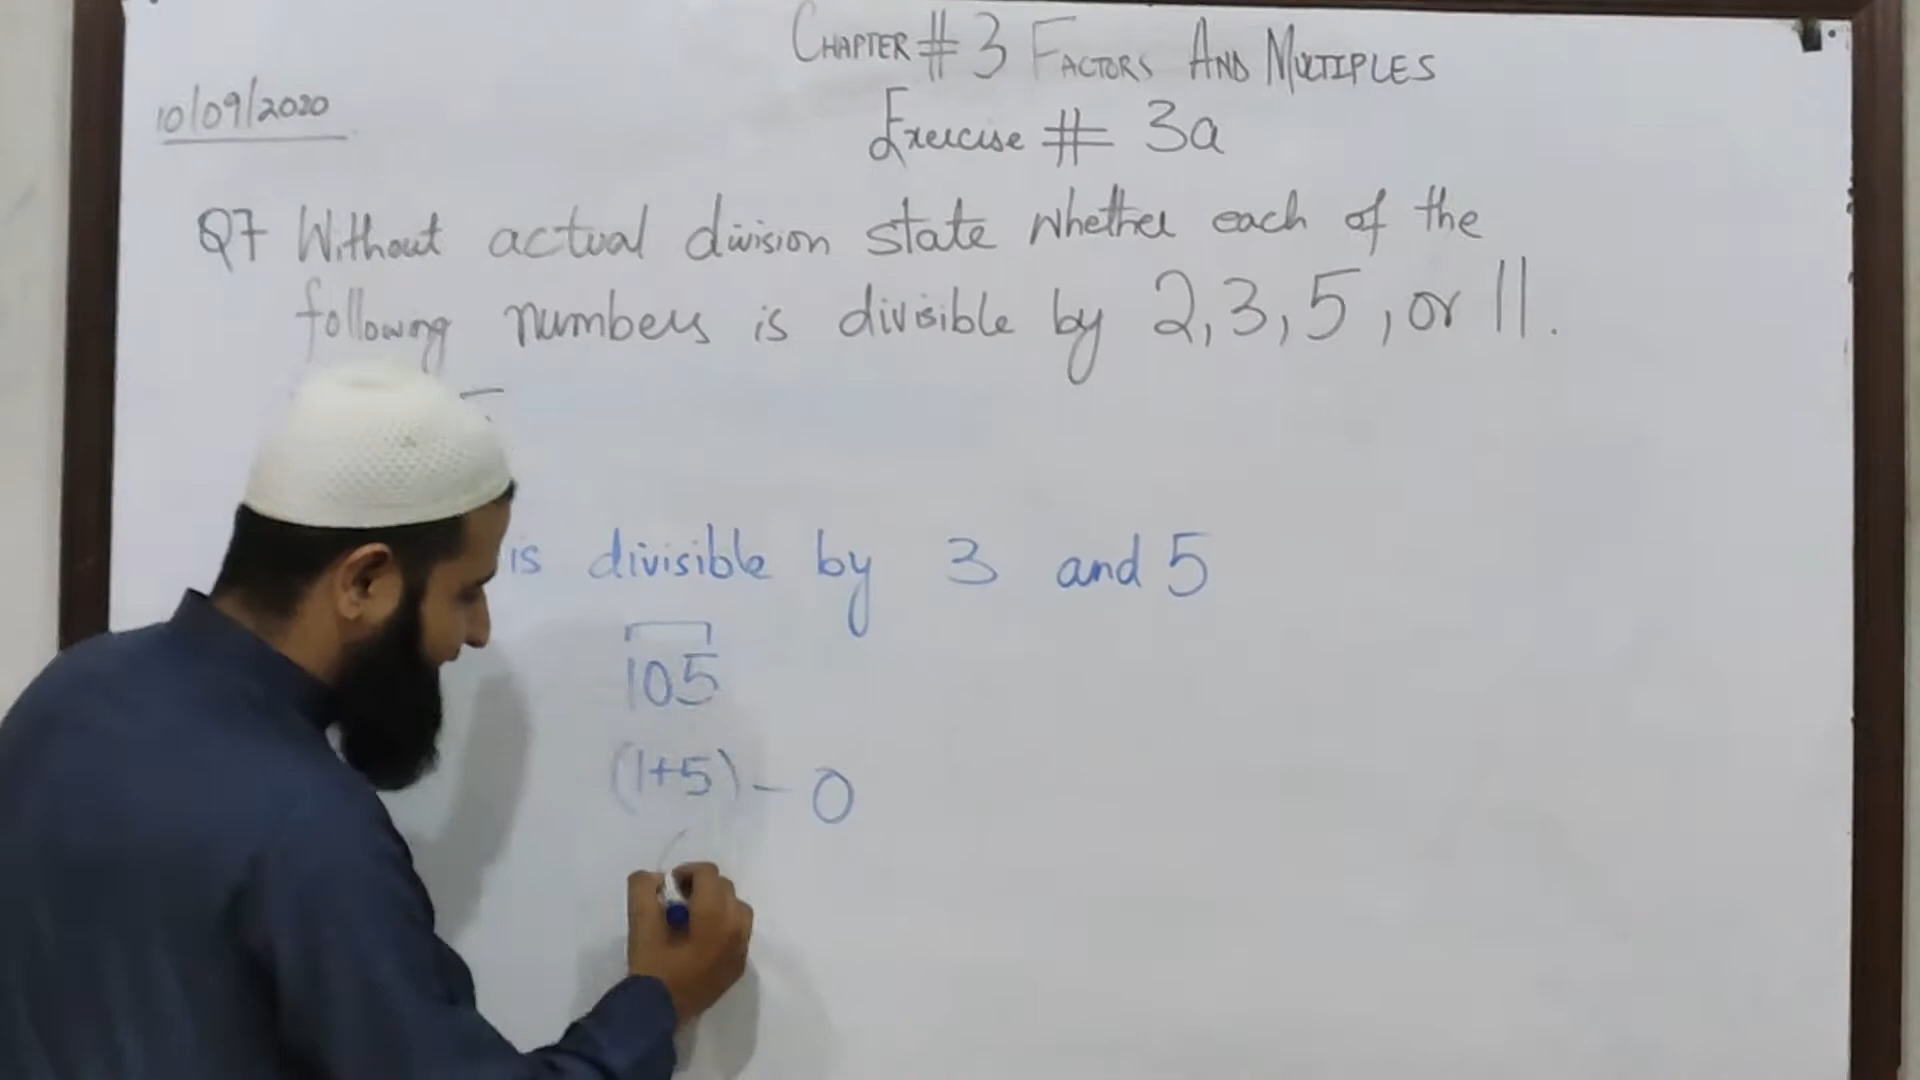 CHAPTER # 3 FACTORS AND MULTIPLES
10/09/2020
Exercise # 3a
Q7 Without actual division state whether each of the
following numbers is divisible by 2, 3, 5, or 11.
is divisible by 3 and 5
105
(1+5) - 0